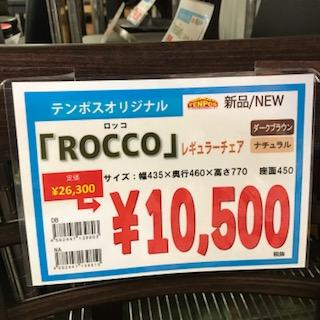 テンポスオリジナル
TENPOS
新品/NEW
ロッコ
「ROCCO」レギュラーチェア
ダークブラウン
ナチュラル
定価
¥26,300
サイズ：幅435×奥行460×高さ770 座面450
¥10,500
税抜
DB
NA